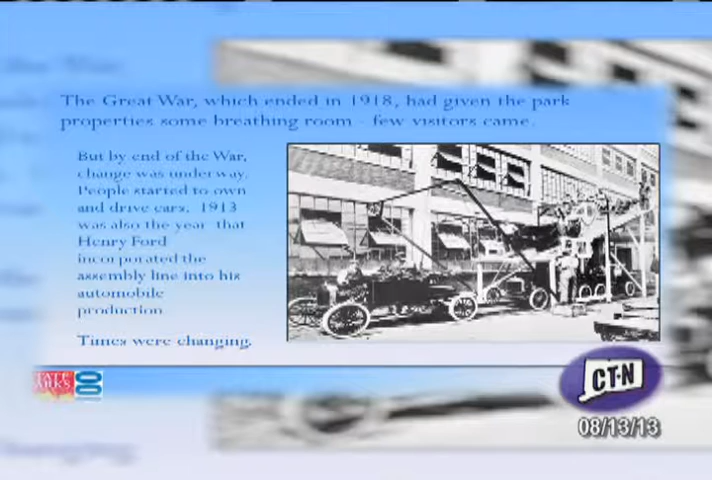 The Great War, which ended in 1918, had given the park
properties some breathing room - few visitors came.
But by end of the War,
change was underway.
People started to own
and drive cars. 1913
was also the year that
Henry Ford
incorporated the
assembly line into his
automobile
production
Times were changing.
100
CT-N
08/13/13